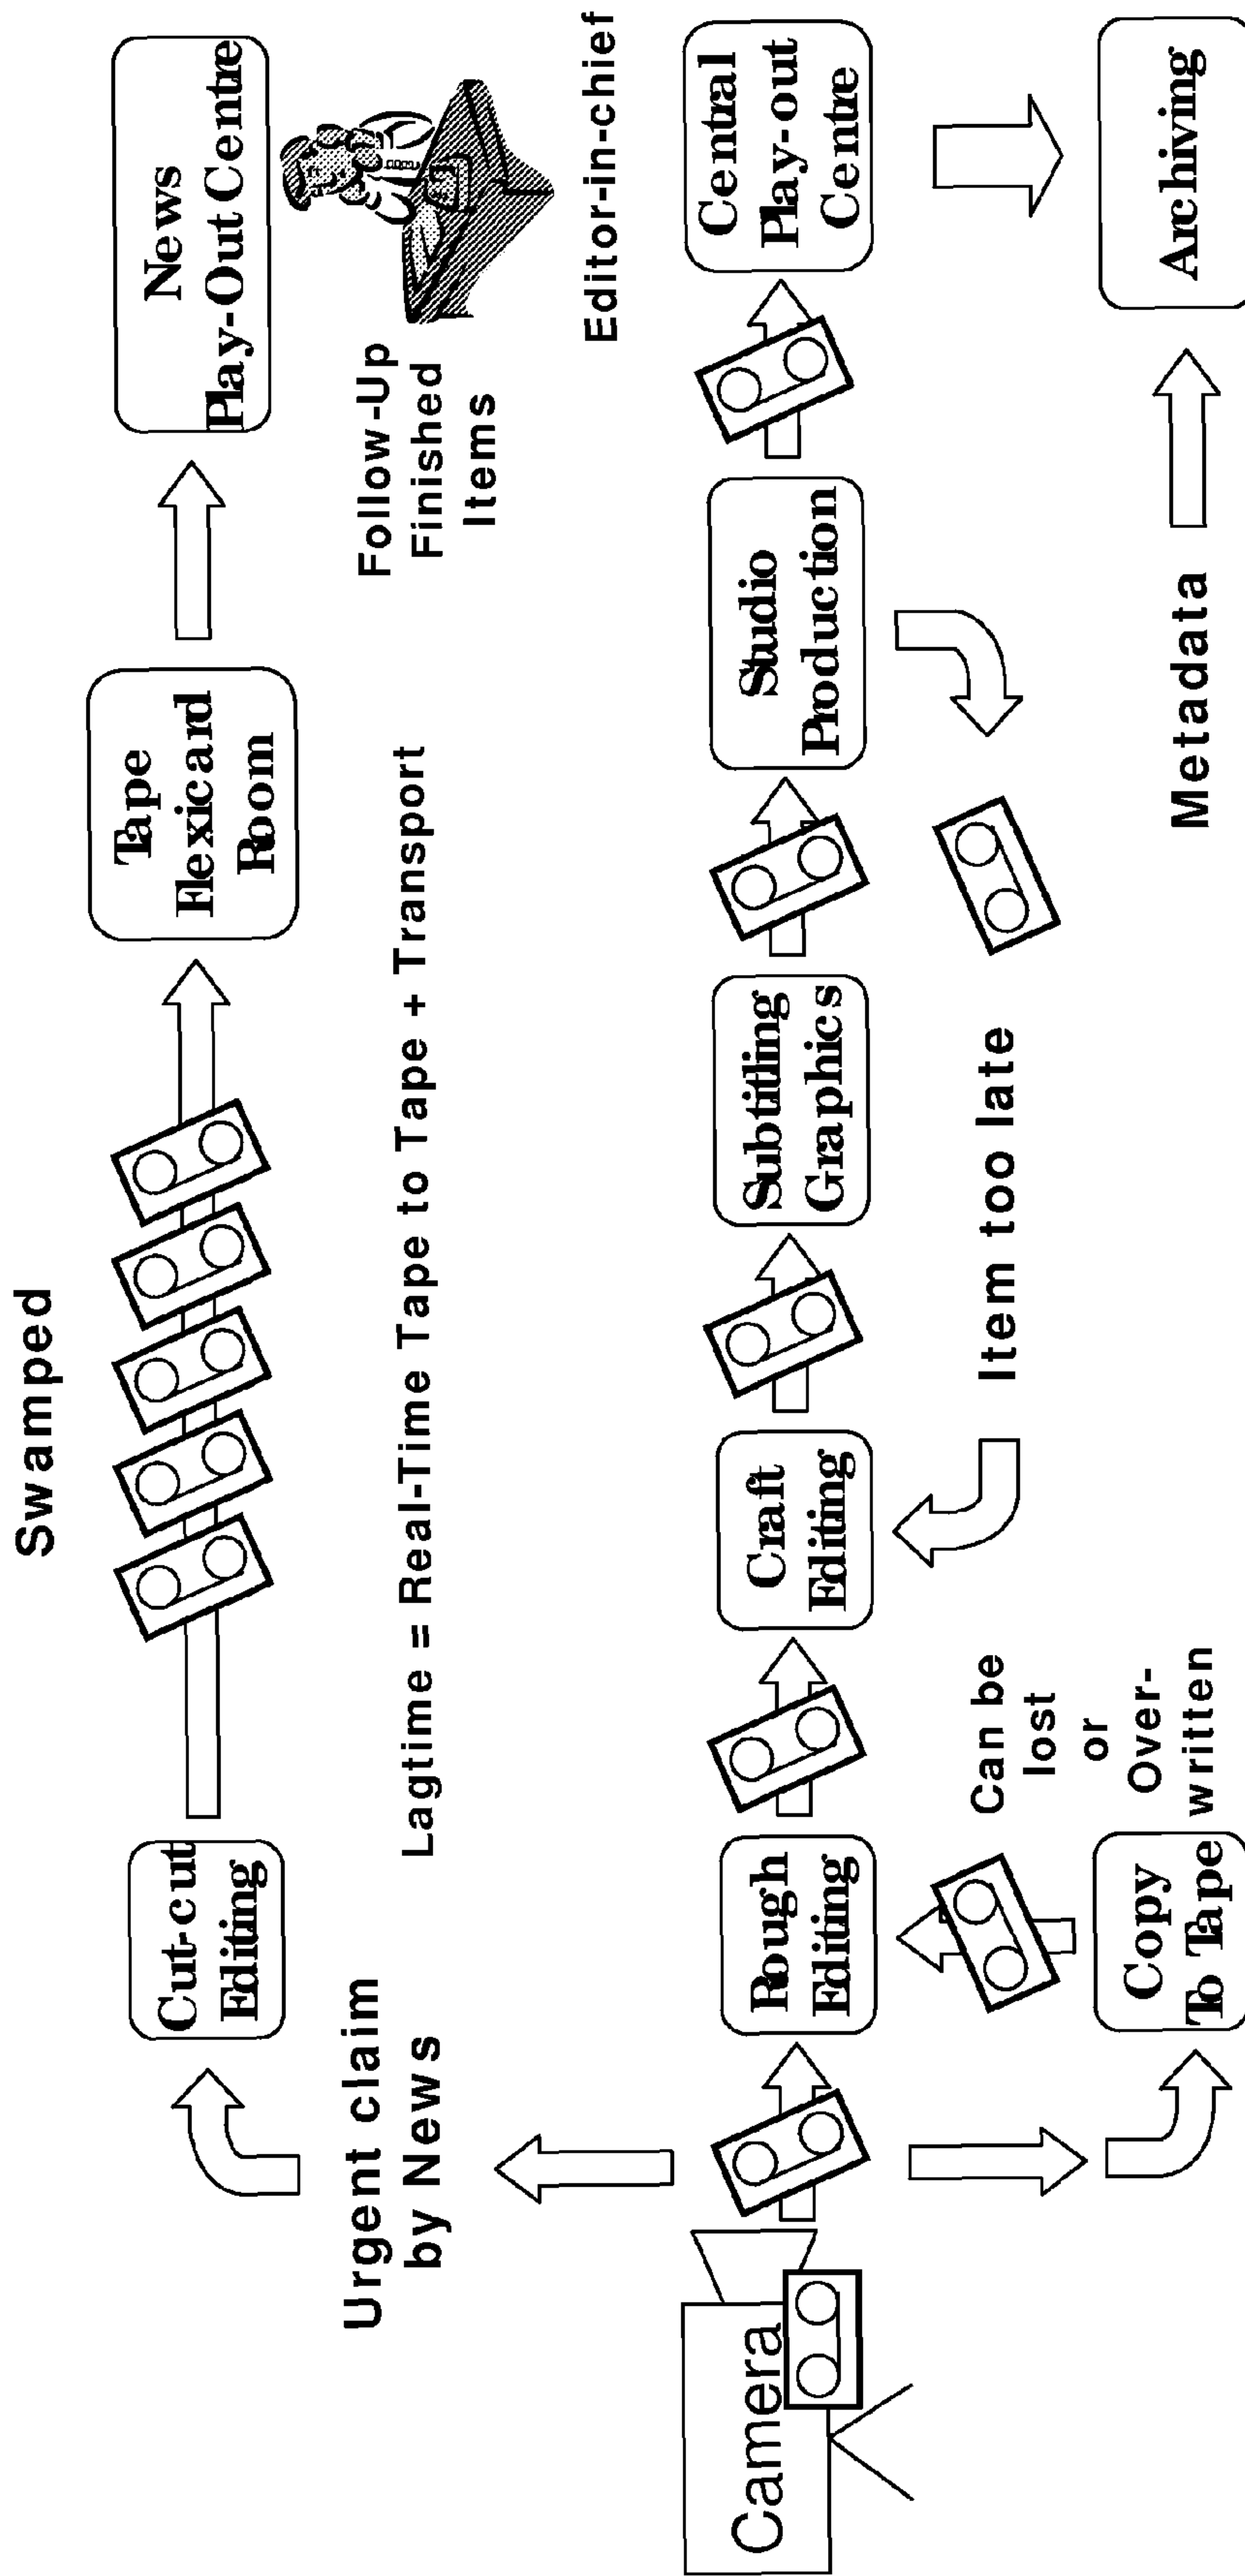 Swamped
Cut-cut
Editing
Tape
Flexicard
Room
News
Play-Out Centre
Urgent claim
by News
Lagtime = Real-Time Tape to Tape + Transport
Follow-Up
Finished
Items
Editor-in-chief
Camera
Rough
Editing
Craft
Editing
Subtitling
Graphics
Studio
Production
Central
Play-out
Centre
Copy
To Tape
Can be
lost
or
Over-
written
Item too late
Metadata
Archiving